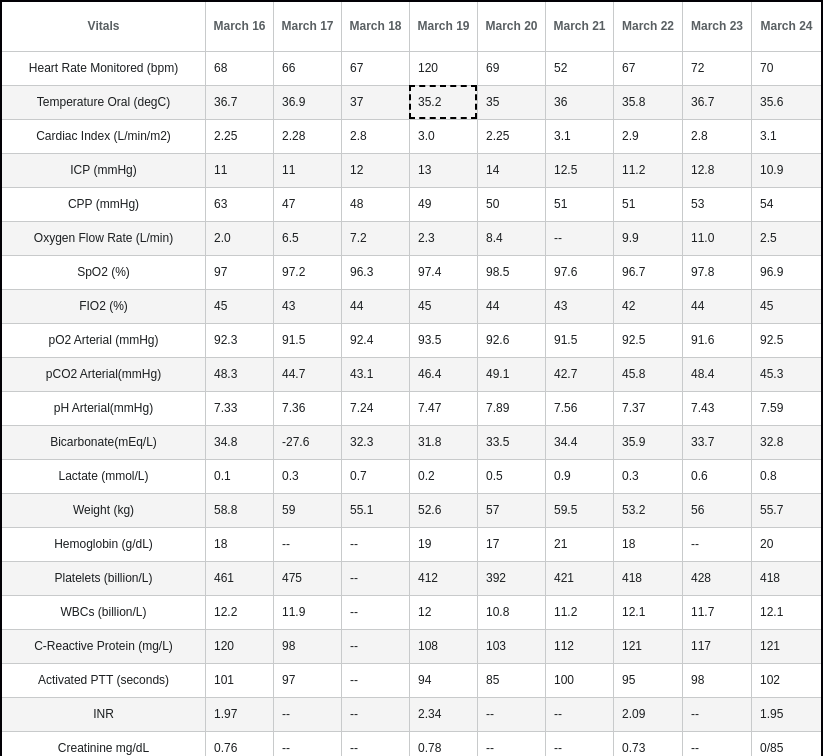 Vitals March 16 March 17 March 18 March 19 March 20 March 21 March 22 March 23 March 24
Heart Rate Monitored (bpm) 68 66 67 120 69 52 67 72 70
Temperature Oral (degC) 36.7 36.9 37 35.2 35 36 35.8 36.7 35.6
Cardiac Index (L/min/m2) 2.25 2.28 2.8 3.0 2.25 3.1 2.9 2.8 3.1
ICP (mmHg) 11 11 12 13 14 12.5 11.2 12.8 10.9
CPP (mmHg) 63 47 48 49 50 51 51 53 54
Oxygen Flow Rate (L/min) 2.0 6.5 7.2 2.3 8.4 -- 9.9 11.0 2.5
SpO2 (%) 97 97.2 96.3 97.4 98.5 97.6 96.7 97.8 96.9
FIO2 (%) 45 43 44 45 44 43 42 44 45
pO2 Arterial (mmHg) 92.3 91.5 92.4 93.5 92.6 91.5 92.5 91.6 92.5
pCO2 Arterial(mmHg) 48.3 44.7 43.1 46.4 49.1 42.7 45.8 48.4 45.3
pH Arterial(mmHg) 7.33 7.36 7.24 7.47 7.89 7.56 7.37 7.43 7.59
Bicarbonate(mEq/L) 34.8 -27.6 32.3 31.8 33.5 34.4 35.9 33.7 32.8
Lactate (mmol/L) 0.1 0.3 0.7 0.2 0.5 0.9 0.3 0.6 0.8
Weight (kg) 58.8 59 55.1 52.6 57 59.5 53.2 56 55.7
Hemoglobin (g/dL) 18 -- -- 19 17 21 18 -- 20
Platelets (billion/L) 461 475 -- 412 392 421 418 428 418
WBCs (billion/L) 12.2 11.9 -- 12 10.8 11.2 12.1 11.7 12.1
C-Reactive Protein (mg/L) 120 98 -- 108 103 112 121 117 121
Activated PTT (seconds) 101 97 -- 94 85 100 95 98 102
INR 1.97 -- -- 2.34 -- -- 2.09 -- 1.95
Creatinine mg/dL 0.76 -- -- 0.78 -- -- 0.73 -- 0/85